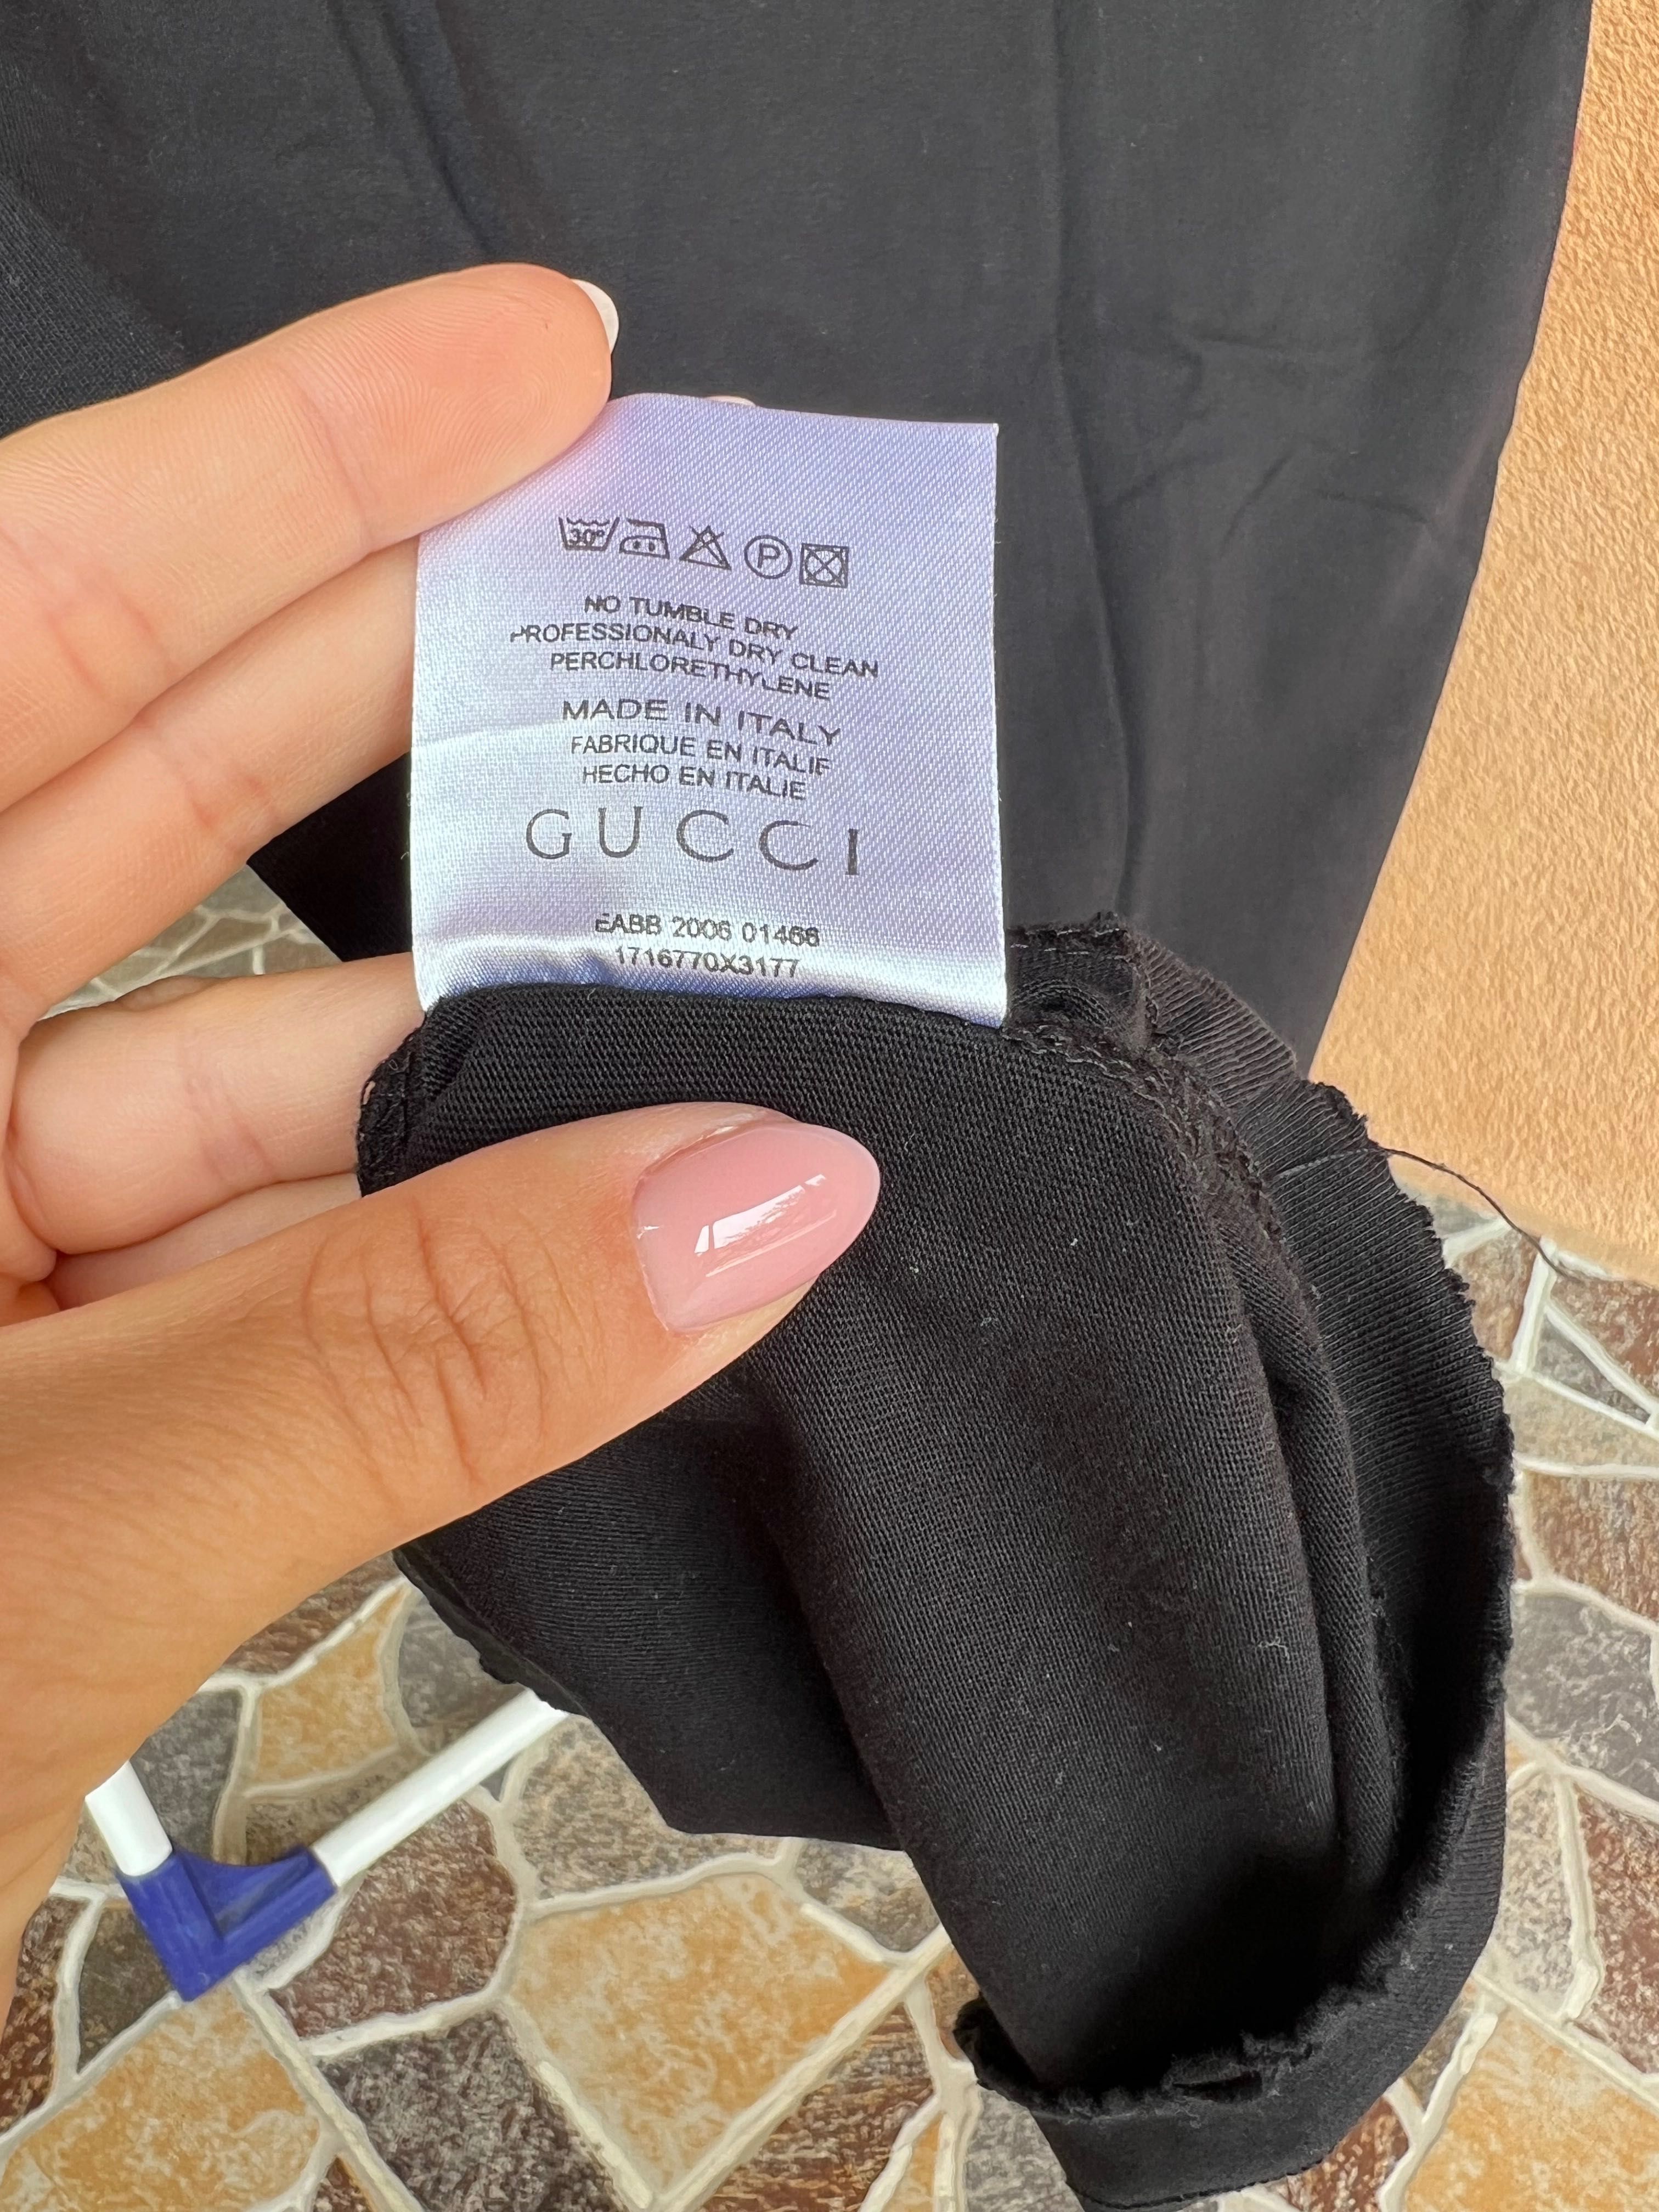 30°
P
NO TUMBLE DRY
PROFESSIONALY DRY CLEAN
PERCHLORETHYLENE
MADE IN ITALY
FABRIQUE EN ITALIE
HECHO EN ITALIE
GUCCI
EABB 2006 01466
1716770X3177